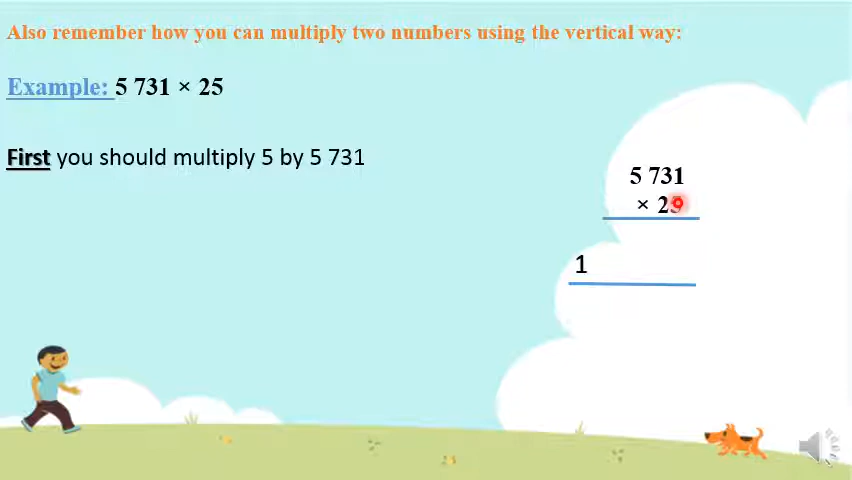 Also remember how you can multiply two numbers using the vertical way:
Example: 5 731 × 25
First you should multiply 5 by 5 731
5 731
× 25
1